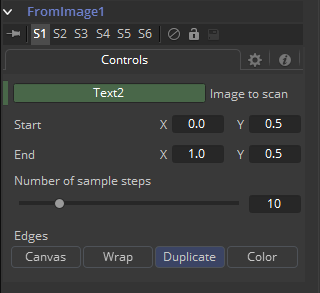 FromImage1
S1 S2 S3 S4 S5 S6
Controls
Text2 Image to scan
Start X 0.0 Y 0.5
End X 1.0 Y 0.5
Number of sample steps
10
Edges
Canvas Wrap Duplicate Color